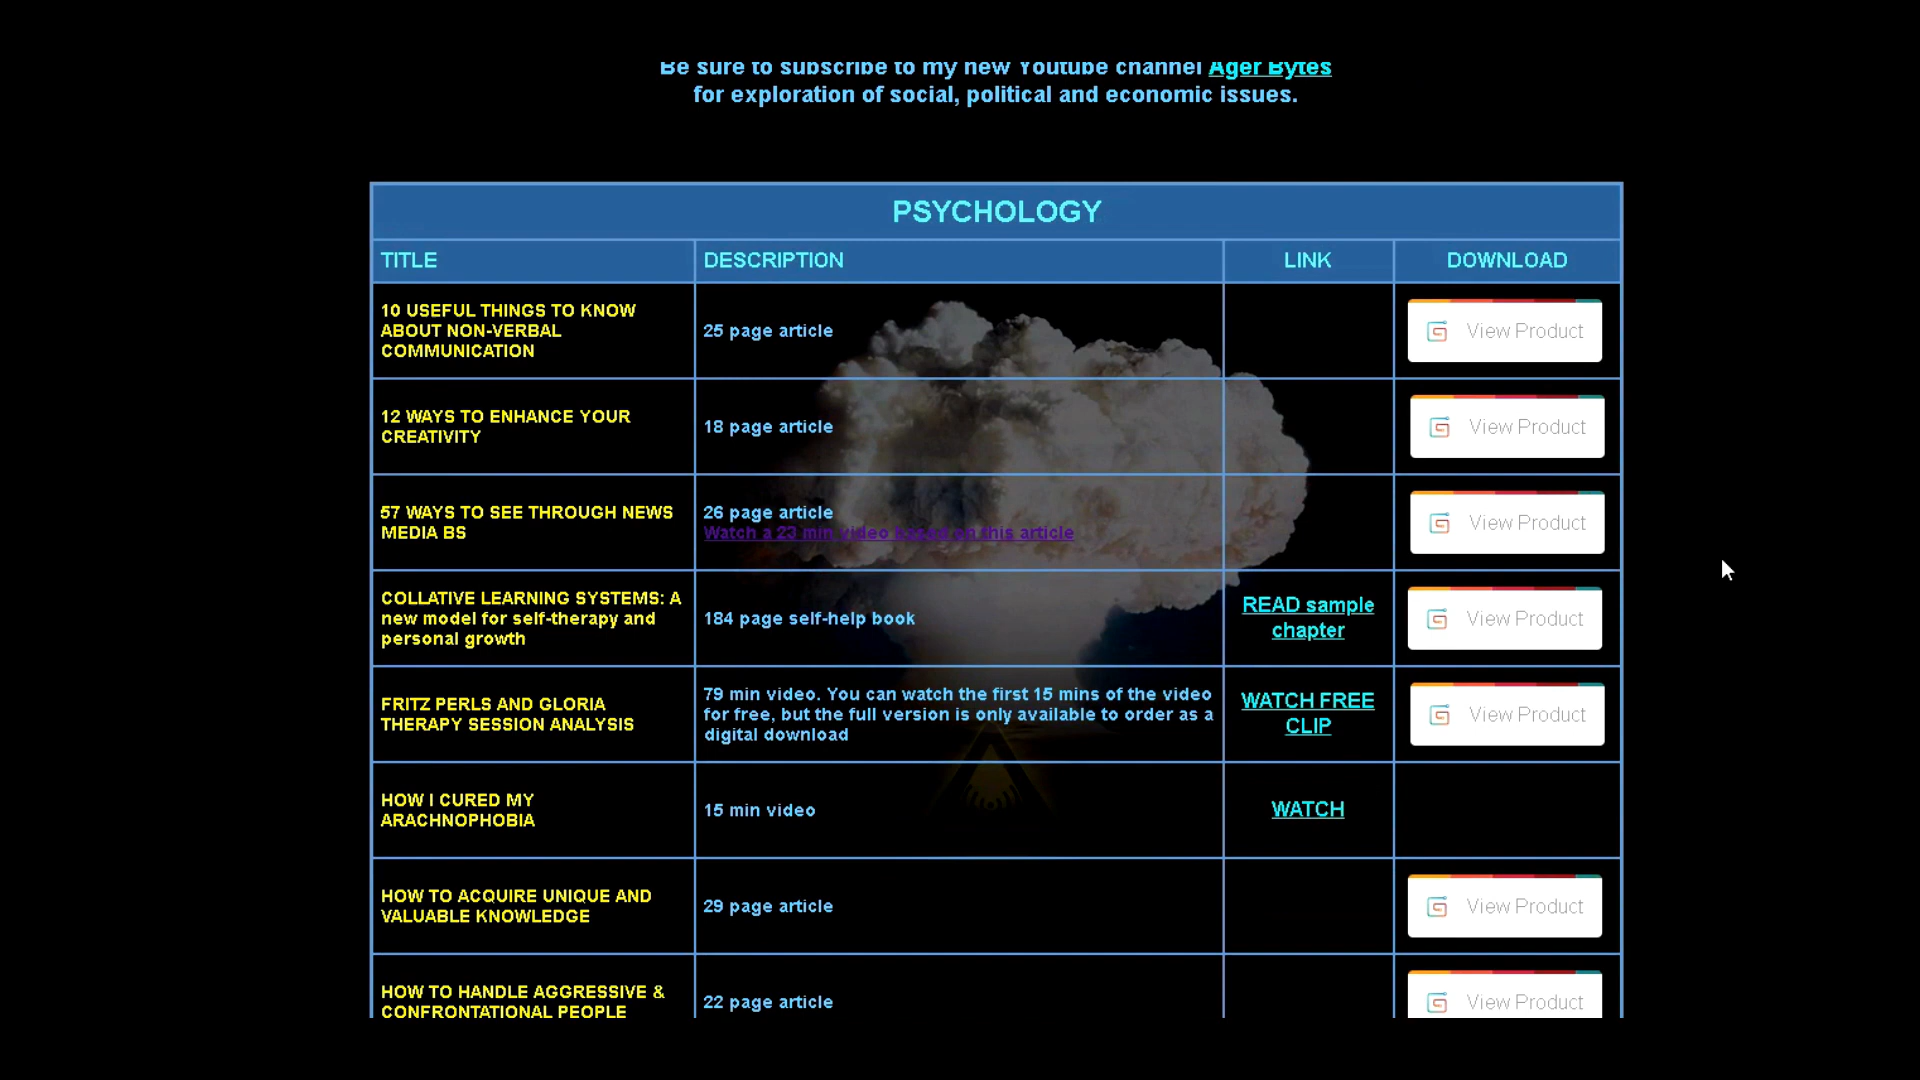 Be sure to subscribe to my new Youtube channel Ager Bytes
for exploration of social, political and economic issues.
PSYCHOLOGY
TITLE DESCRIPTION LINK DOWNLOAD
10 USEFUL THINGS TO KNOW
ABOUT NON-VERBAL
COMMUNICATION
25 page article
View Product
12 WAYS TO ENHANCE YOUR
CREATIVITY
18 page article
View Product
57 WAYS TO SEE THROUGH NEWS
MEDIA BS
26 page article
Watch a 23 min video based on this article
View Product
COLLATIVE LEARNING SYSTEMS: A
new model for self-therapy and
personal growth
184 page self-help book
READ sample
chapter
View Product
FRITZ PERLS AND GLORIA
THERAPY SESSION ANALYSIS
79 min video. You can watch the first 15 mins of the video
for free, but the full version is only available to order as a
digital download
WATCH FREE
CLIP
View Product
HOW I CURED MY
ARACHNOPHOBIA
15 min video
WATCH
HOW TO ACQUIRE UNIQUE AND
VALUABLE KNOWLEDGE
29 page article
View Product
HOW TO HANDLE AGGRESSIVE &
CONFRONTATIONAL PEOPLE
22 page article
View Product